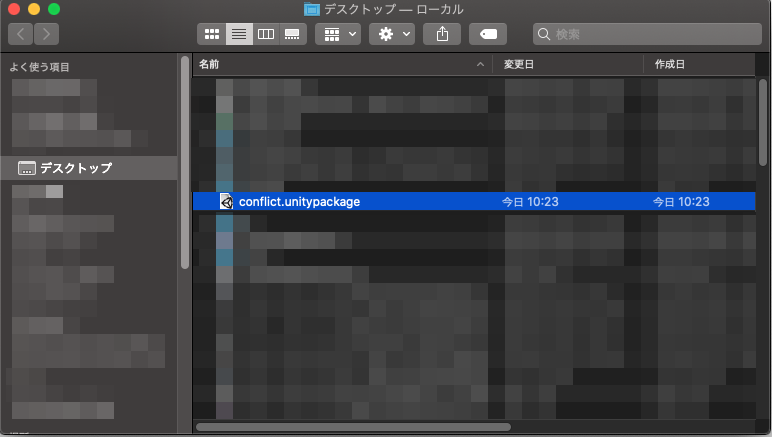 デスクトップ — ローカル
検索
よく使う項目
デスクトップ
名前 変更日 作成日
conflict.unitypackage 今日 10:23 今日 10:23